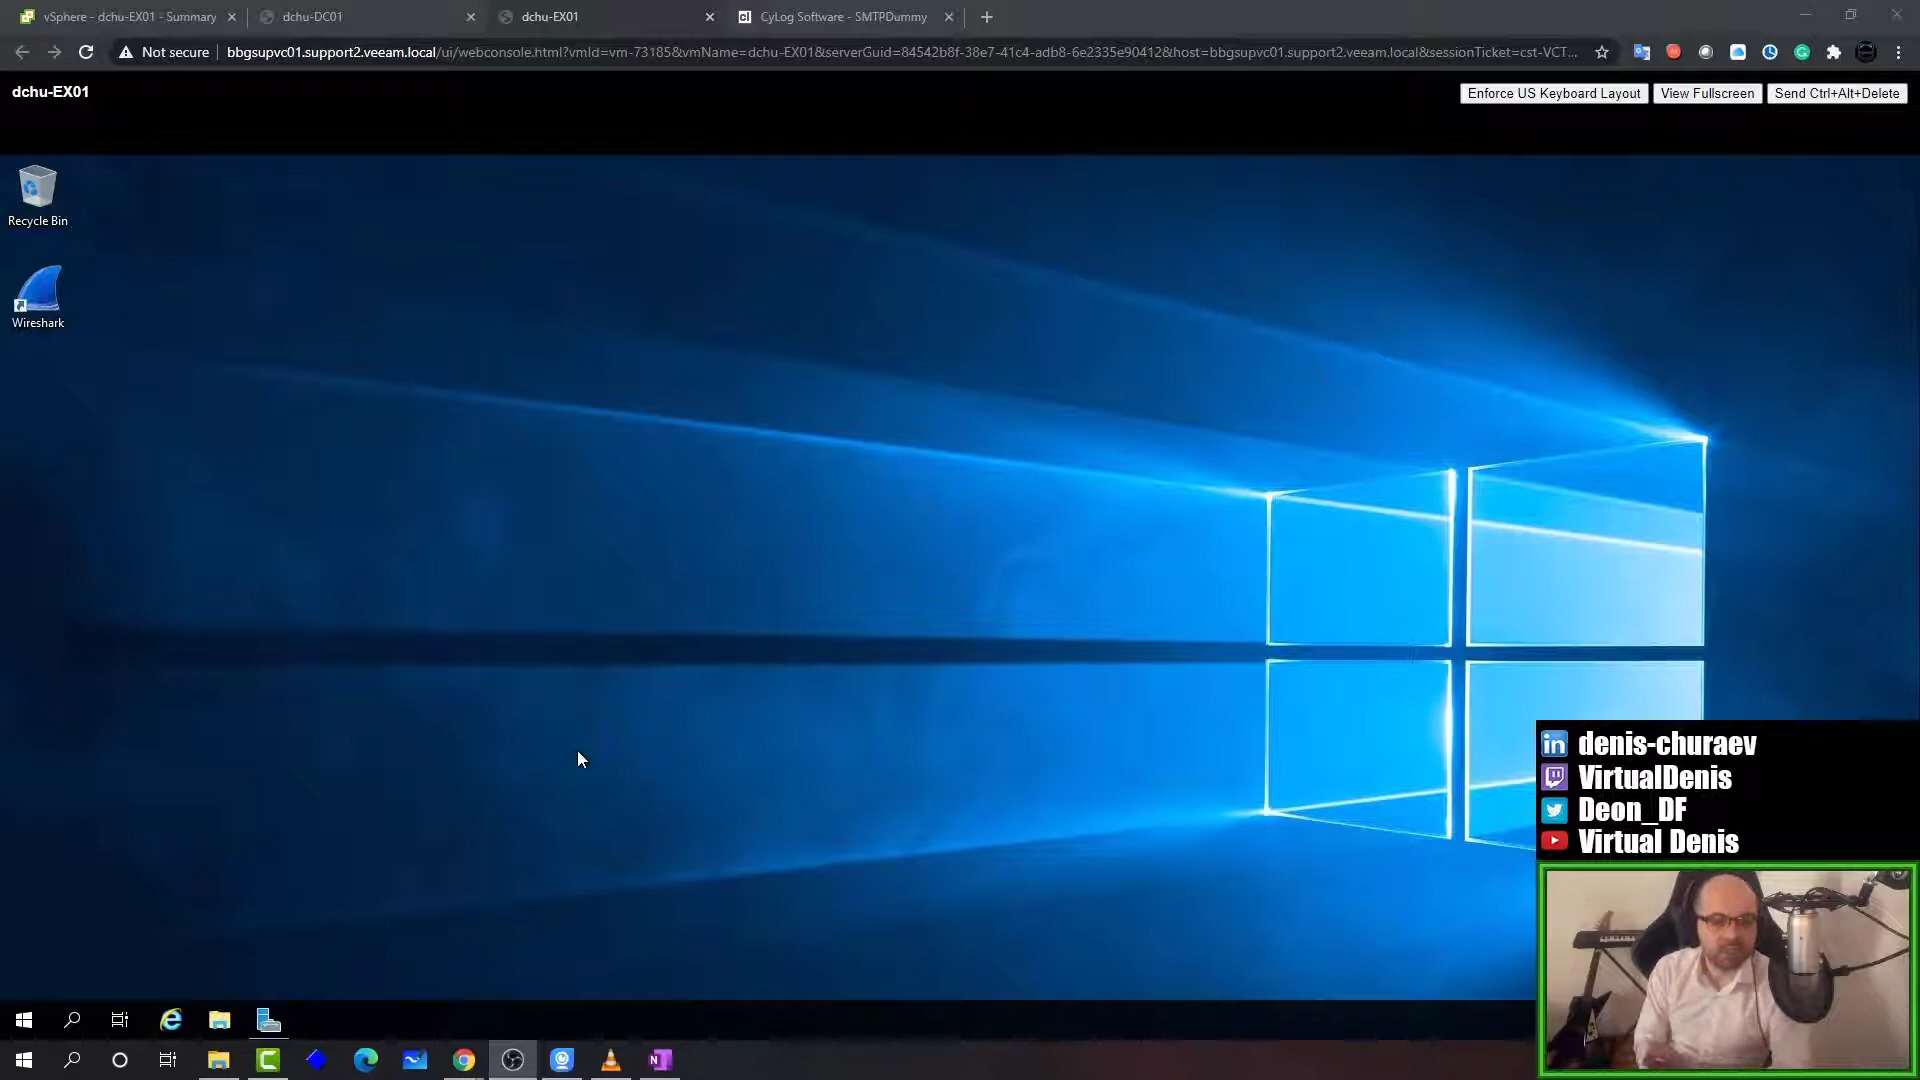 vSphere - dchu-EX01 - Summary
dchu-DC01
dchu-EX01
CyLog Software - SMTPDummy
Not secure
bbgsupvc01.support2.veeam.local/ui/webconsole.html?vmId=vm-73185&vmName=dchu-EX01&serverGuid=84542b8f-38e7-41c4-adb8-6e2335e90412&host=bbgsupvc01.support2.veeam.local&sessionTicket=cst-VCT...
dchu-EX01
Enforce US Keyboard Layout
View Fullscreen
Send Ctrl+Alt+Delete
Recycle Bin
Wireshark
denis-churaev
VirtualDenis
Deon_DF
Virtual Denis